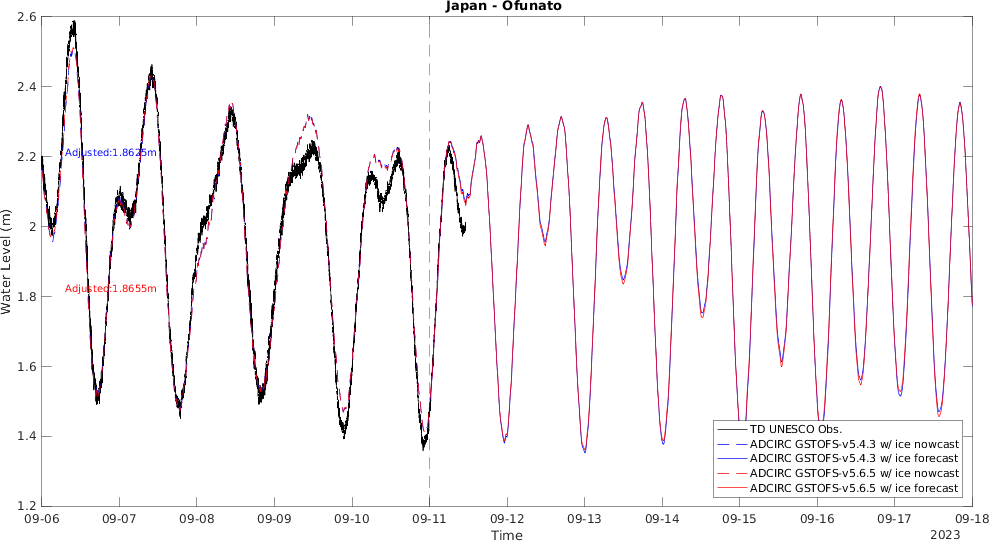 Japan - Ofunato
2.6
2.4
2.2
2
1.8
1.6
1.4
1.2
Water Level (m)
Adjusted:1.8625m
Adjusted:1.8655m
TD UNESCO Obs.
ADCIRC GSTOFS-v5.4.3 w/ ice nowcast
ADCIRC GSTOFS-v5.4.3 w/ ice forecast
ADCIRC GSTOFS-v5.6.5 w/ ice nowcast
ADCIRC GSTOFS-v5.6.5 w/ ice forecast
09-06 09-07 09-08 09-09 09-10 09-11 09-12 09-13 09-14 09-15 09-16 09-17 09-18
Time 2023